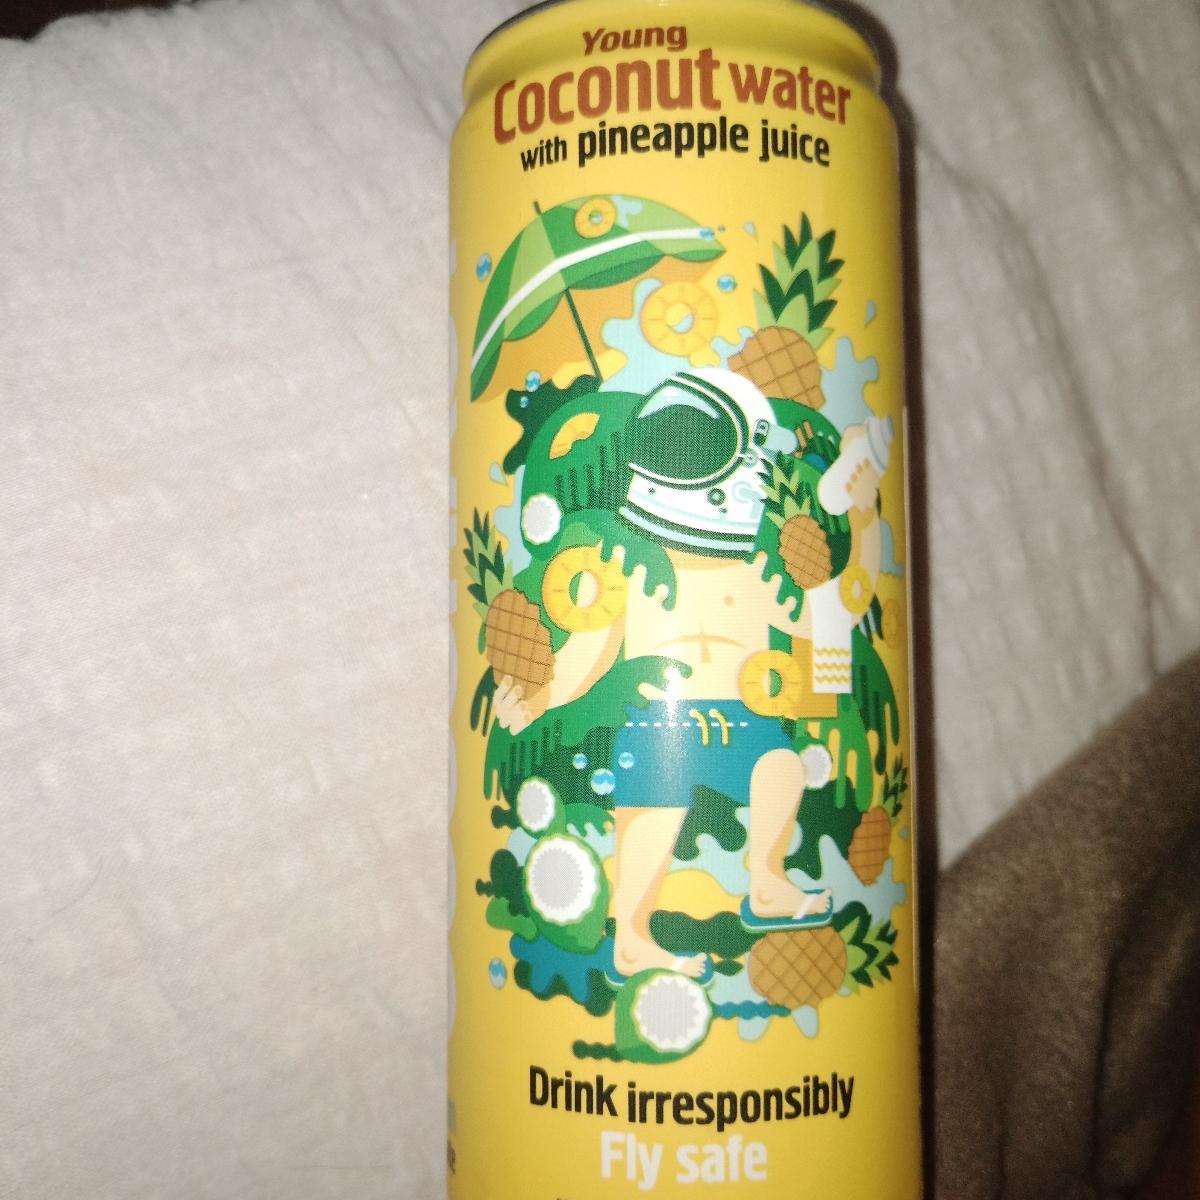 Young
Coconut water
with pineapple juice
Drink irresponsibly
Fly safe